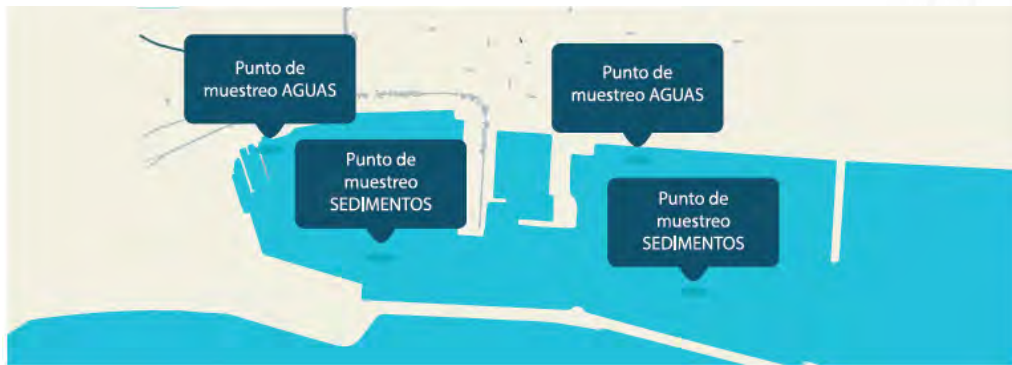 Punto de
muestreo AGUAS
Punto de
muestreo AGUAS
Punto de
muestreo
SEDIMENTOS
Punto de
muestreo
SEDIMENTOS